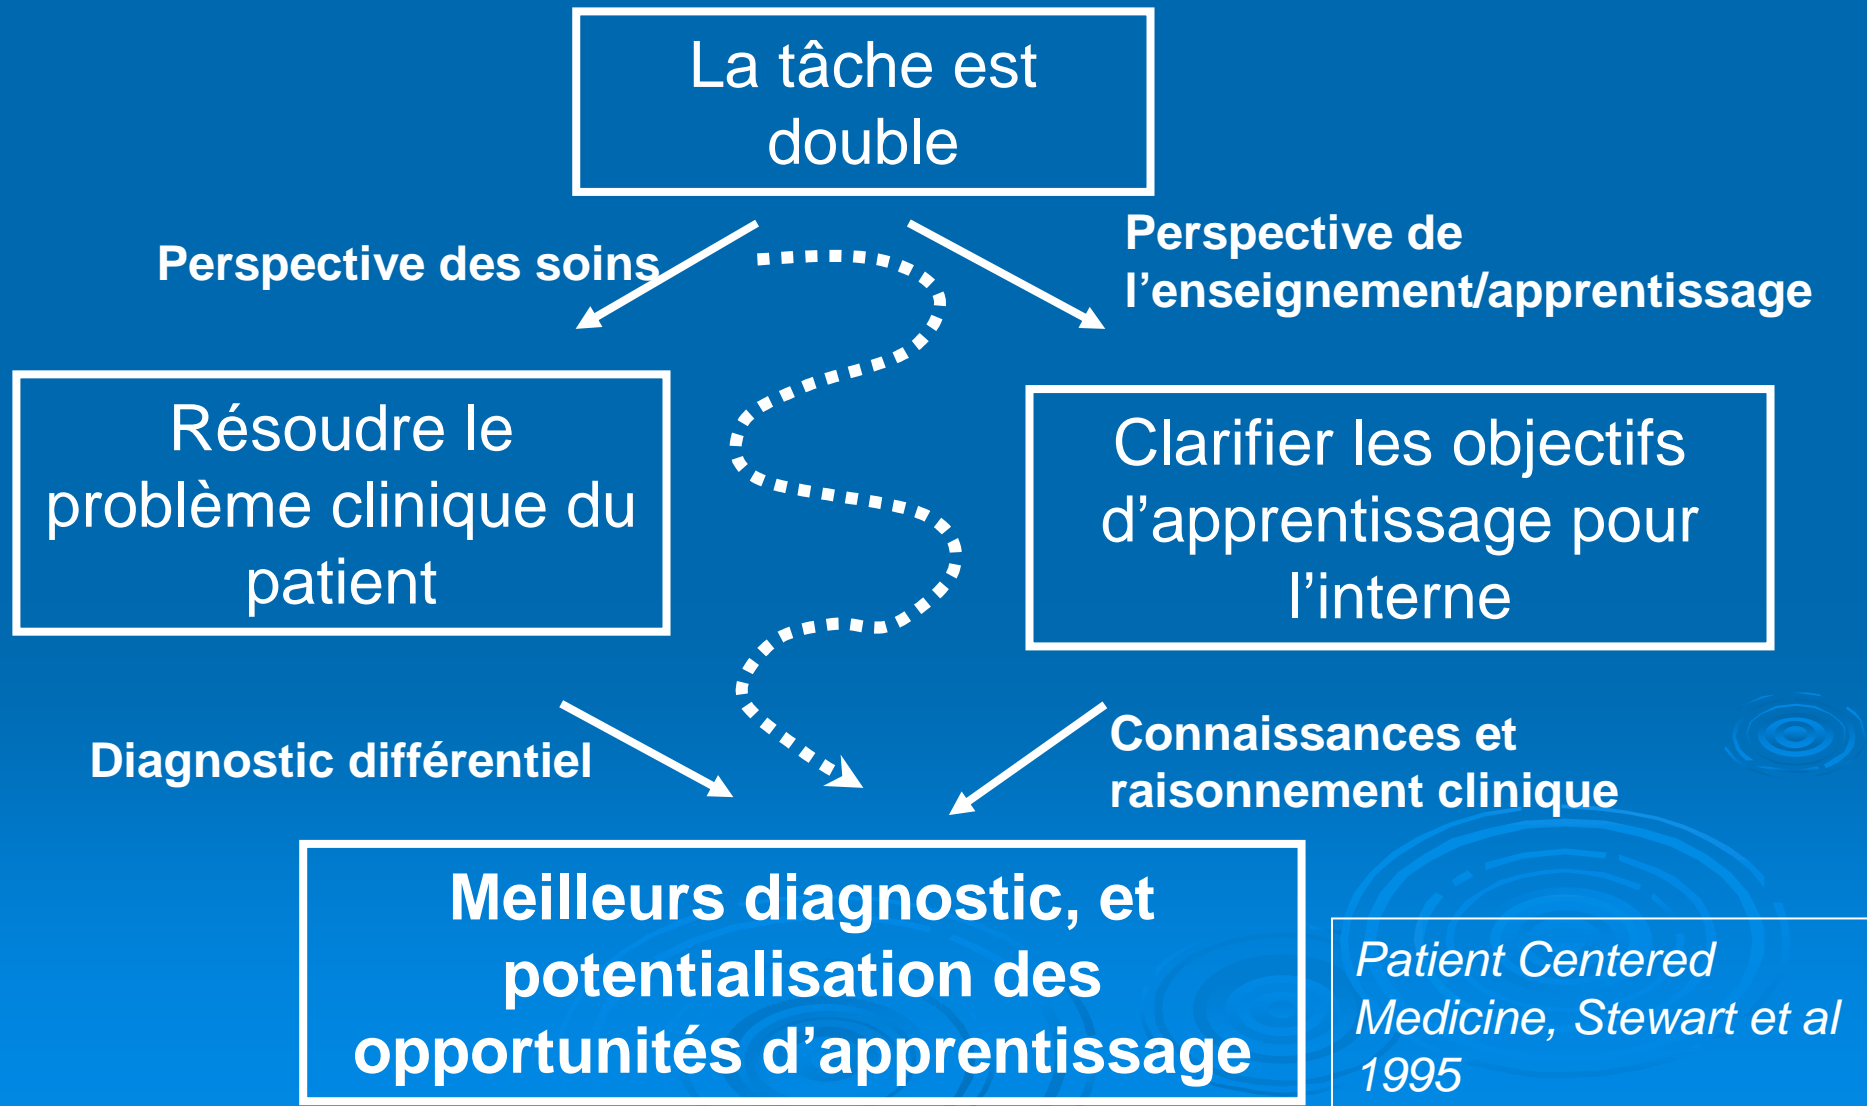 La tâche est
double
Perspective des soins
Perspective de
l’enseignement/apprentissage
Résoudre le
problème clinique du
patient
Clarifier les objectifs
d’apprentissage pour
l’interne
Diagnostic différentiel
Connaissances et
raisonnement clinique
Meilleurs diagnostic, et
potentialisation des
opportunités d’apprentissage
Patient Centered
Medicine, Stewart et al
1995